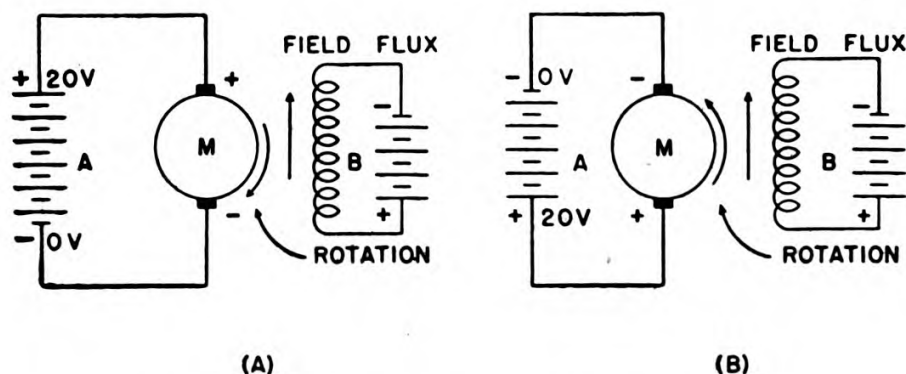 (A)
FIELD FLUX
+ 20V
+
-
A
M
B
- 0V
-
+
ROTATION
(A)
(B)
FIELD FLUX
- 0V
-
-
A
M
B
+ 20V
+
+
ROTATION
(B)